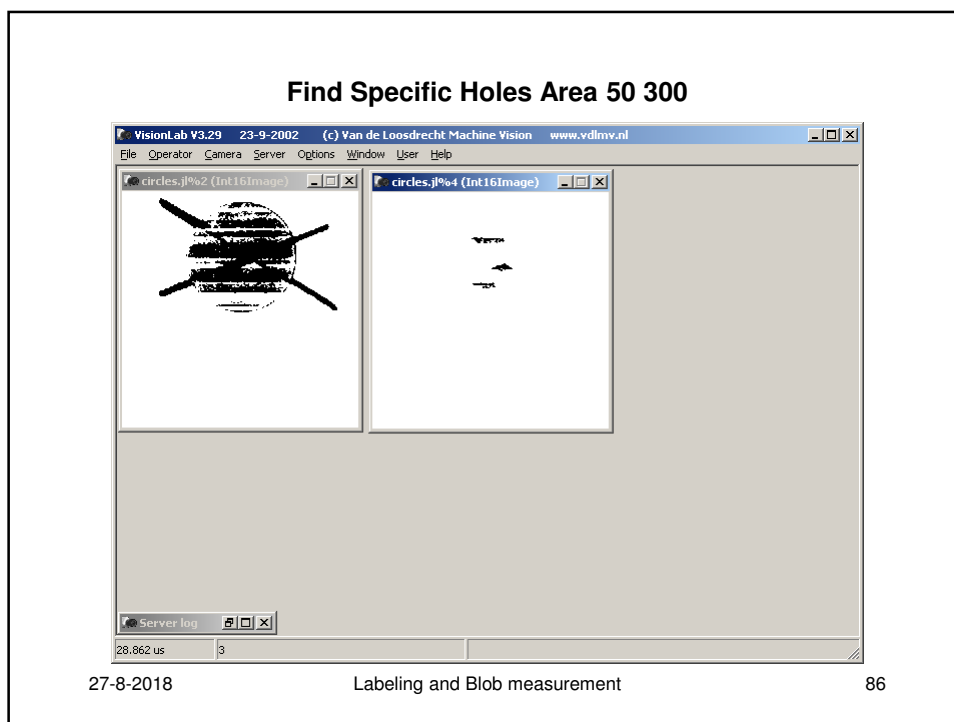 Find Specific Holes Area 50 300
VisionLab V3.29 23-9-2002 (c) Van de Loosdrecht Machine Vision www.vdlmv.nl
File Operator Camera Server Options Window User Help
circles.jl%2 (Int16Image)
circles.jl%4 (Int16Image)
Server log
28.862 us 3
27-8-2018 Labeling and Blob measurement 86